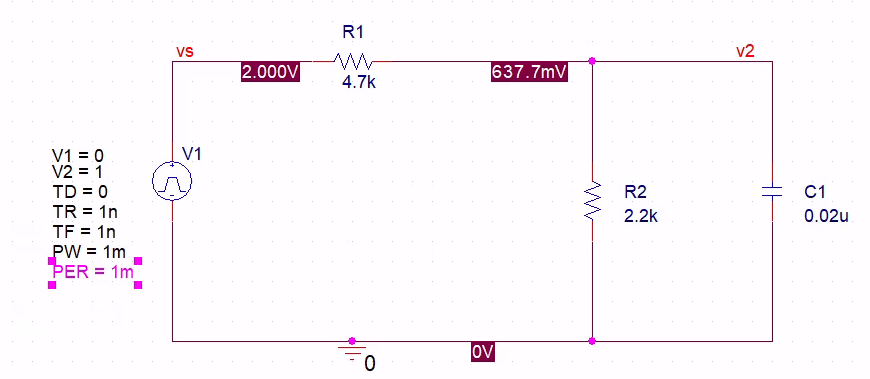 R1
vs
v2
2.000V
637.7mV
4.7k
V1
V1 = 0
V2 = 1
TD = 0
TR = 1n
TF = 1n
PW = 1m
PER = 1m
R2
2.2k
C1
0.02u
0V
0